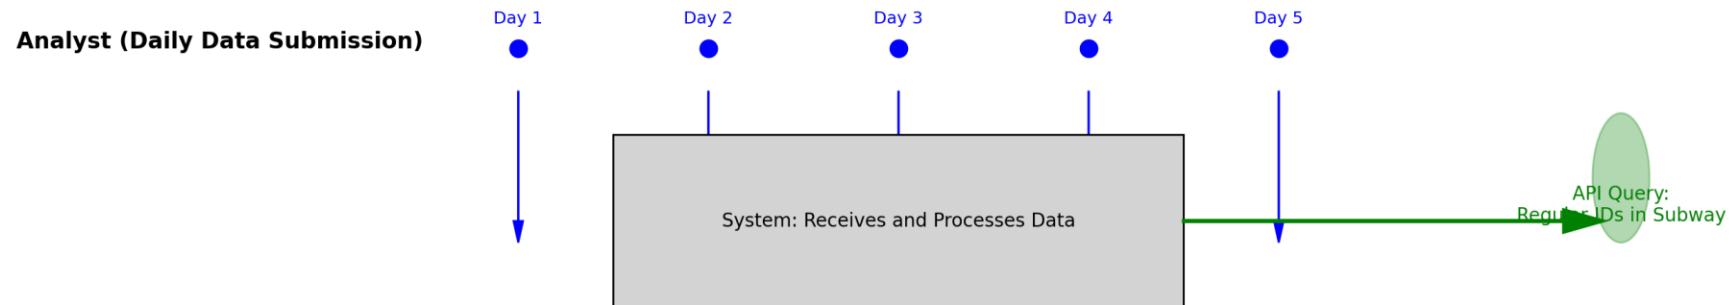 Day 1
Day 2
Day 3
Day 4
Day 5
Analyst (Daily Data Submission)
System: Receives and Processes Data
API Query:
Regular IDs in Subway